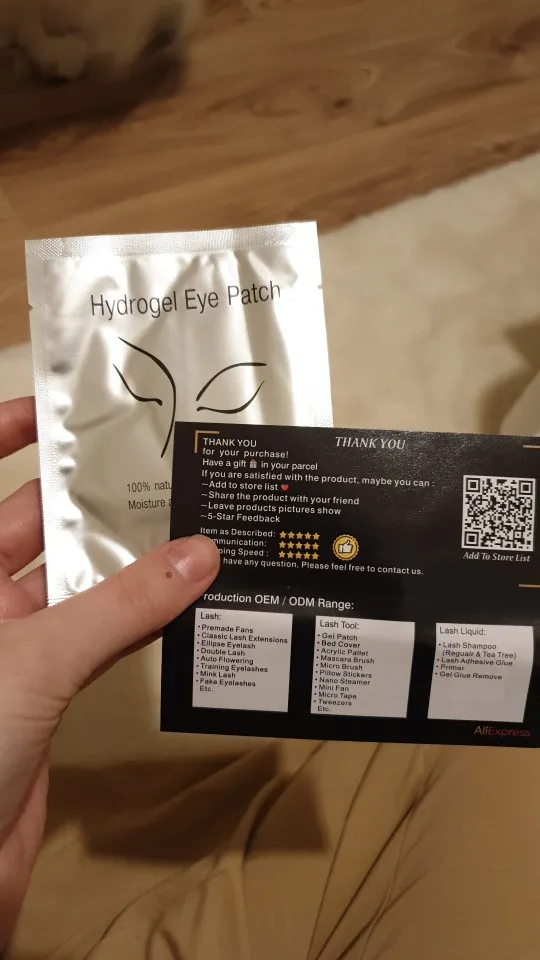 Hydrogel Eye Patch
100%
Moisture
THANK YOU
for your purchase!
Have a gift in your parcel
If you are satisfied with the product, maybe you can :
~Add to store list ❤
~Share the product with your friend
~Leave products pictures show
~5-Star Feedback
Item as Described: ★★★★★
mmunication: ★★★★★
ping Speed : ★★★★★
have any question, Please feel free to contact us.
THANK YOU
Add To Store List
roduction OEM / ODM Range:
Lash:
• Premade Fans
• Classic Lash Extensions
• Ellipse Eyelash
• Double Lash
• Auto Flowering
• Training Eyelashes
• Mink Lash
• Fake Eyelashes
Etc.
Lash Tool:
• Gel Patch
• Bed Cover
• Acrylic Pallet
• Mascara Brush
• Micro Brush
• Pillow Stickers
• Nano Steamer
• Mini Fan
• Micro Tape
• Tweezers
Etc.
Lash Liquid:
• Lash Shampoo
(Regualr & Tea Tree)
• Lash Adhesive Glue
• Primer
• Gel Glue Remove
AliExpress